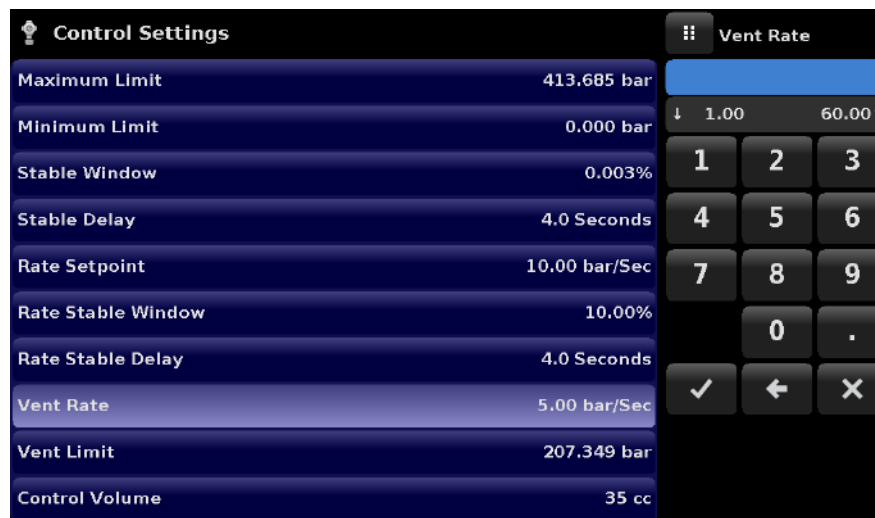 Control Settings
Maximum Limit 413.685 bar
Minimum Limit 0.000 bar
Stable Window 0.003%
Stable Delay 4.0 Seconds
Rate Setpoint 10.00 bar/Sec
Rate Stable Window 10.00%
Rate Stable Delay 4.0 Seconds
Vent Rate 5.00 bar/Sec
Vent Limit 207.349 bar
Control Volume 35 cc
Vent Rate
↓ 1.00 60.00
1 2 3
4 5 6
7 8 9
0 .